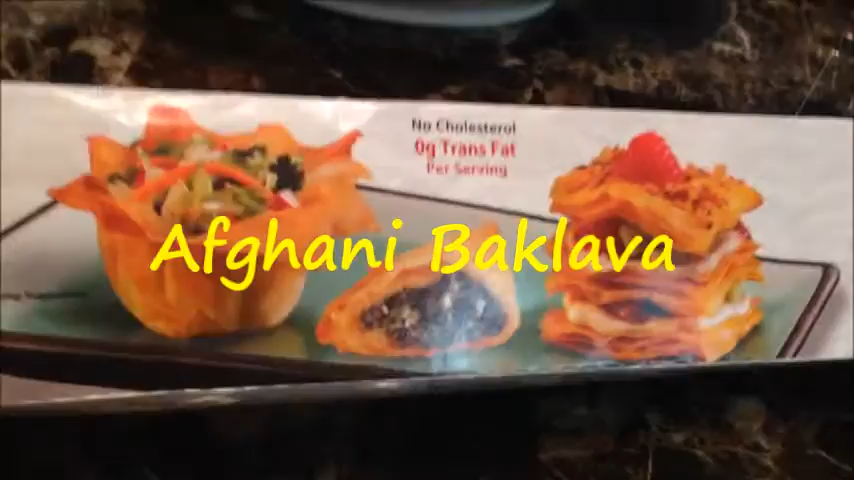 No Cholesterol
0g Trans Fat
Per Serving
Afghani Baklava